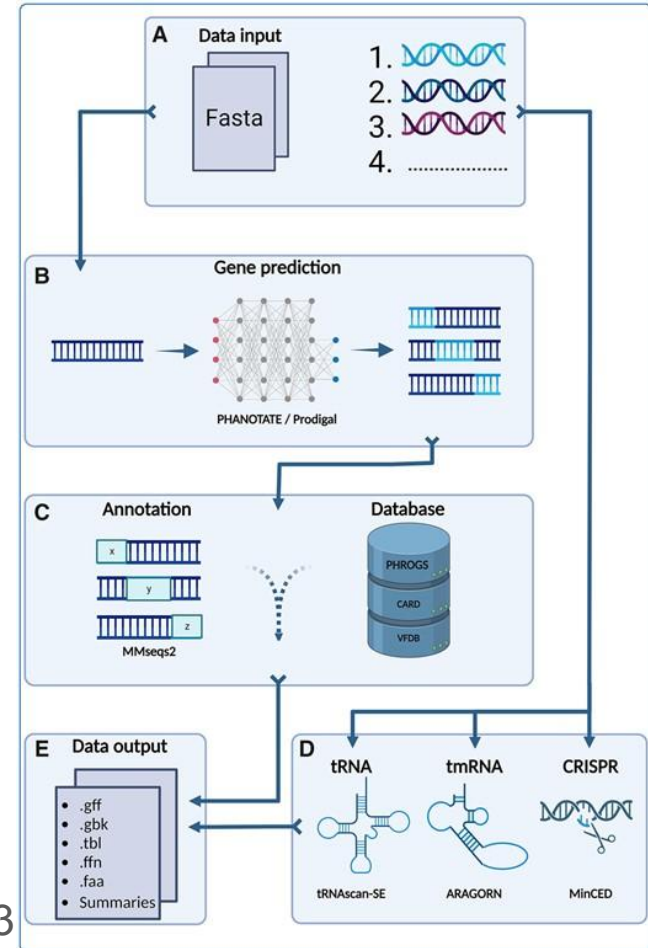 A
Data input
Fasta
1.
2.
3.
4. ................
B
Gene prediction
PHANOTATE / Prodigal
C
Annotation
Database
x
y
z
MMseqs2
PHROGS
CARD
VFDB
E
Data output
• .gff
• .gbk
• .tbl
• .ffn
• .faa
• Summaries
D
tRNA
tmRNA
CRISPR
tRNAscan-SE
ARAGORN
MinCED
3